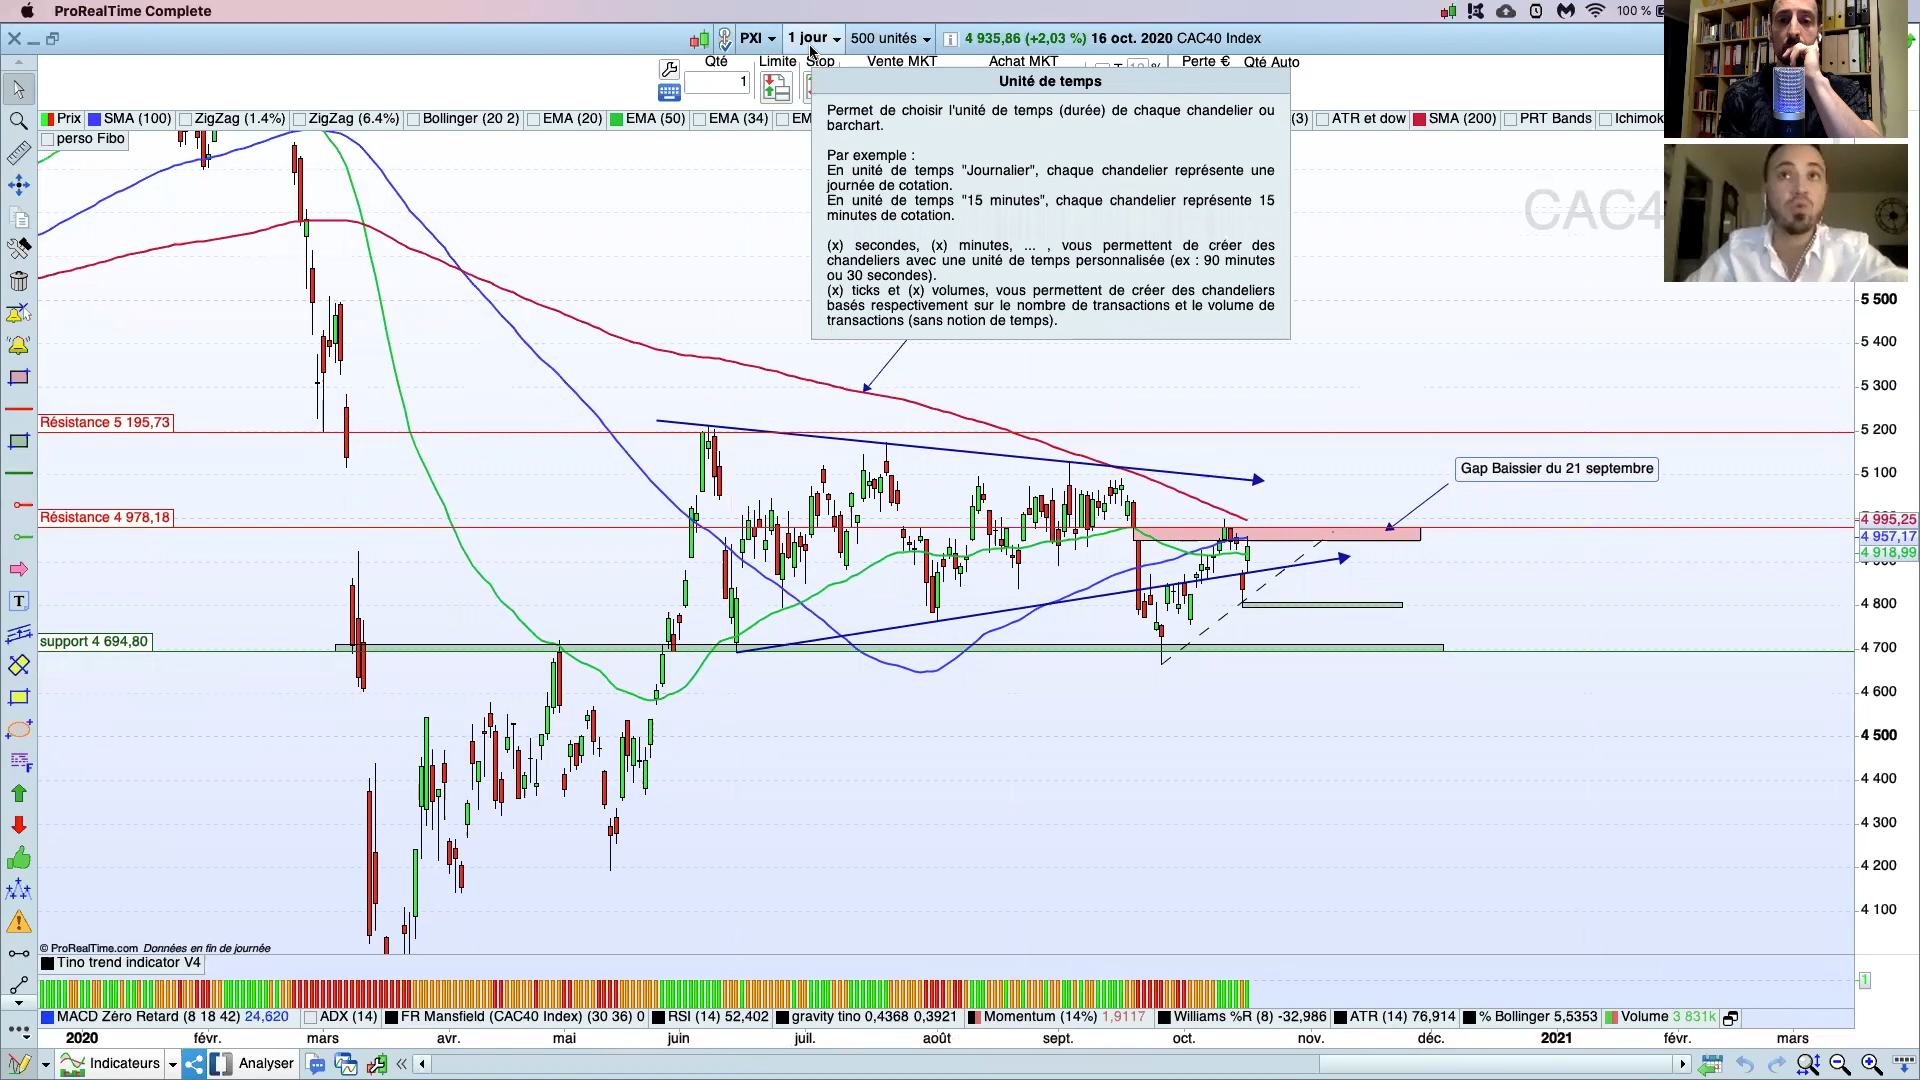 ProRealTime Complete
100 %
PXI
1 jour
500 unités
4 935,86 (+2,03 %) 16 oct. 2020 CAC40 Index
Qté
Limite
Stop
Vente MKT
Achat MKT
Perte €
Qté Auto
1
Unité de temps
Permet de choisir l'unité de temps (durée) de chaque chandelier ou
barchart.
Par exemple :
En unité de temps "Journalier", chaque chandelier représente une
journée de cotation.
En unité de temps "15 minutes", chaque chandelier représente 15
minutes de cotation.
(x) secondes, (x) minutes, ... , vous permettent de créer des
chandeliers avec une unité de temps personnalisée (ex : 90 minutes
ou 30 secondes).
(x) ticks et (x) volumes, vous permettent de créer des chandeliers
basés respectivement sur le nombre de transactions et le volume de
transactions (sans notion de temps).
Prix
SMA (100)
ZigZag (1.4%)
ZigZag (6.4%)
Bollinger (20 2)
EMA (20)
EMA (50)
EMA (34)
EM
(3)
ATR et dow
SMA (200)
PRT Bands
Ichimok
perso Fibo
CAC4
5 500
5 400
5 300
Résistance 5 195,73
5 200
Gap Baissier du 21 septembre
5 100
Résistance 4 978,18
4 995,25
4 957,17
4 918,99
4 800
support 4 694,80
4 700
4 600
4 500
4 400
4 300
4 200
4 100
© ProRealTime.com Données en fin de journée
Tino trend indicator V4
1
MACD Zéro Retard (8 18 42) 24,620
ADX (14)
FR Mansfield (CAC40 Index) (30 36) 0
RSI (14) 52,402
gravity tino 0,4368 0,3921
Momentum (14%) 1,9117
Williams %R (8) -32,986
ATR (14) 76,914
% Bollinger 5,5353
Volume 3 831k
2020
févr.
mars
avr.
mai
juin
juil.
août
sept.
oct.
nov.
déc.
2021
févr.
mars
Indicateurs
Analyser